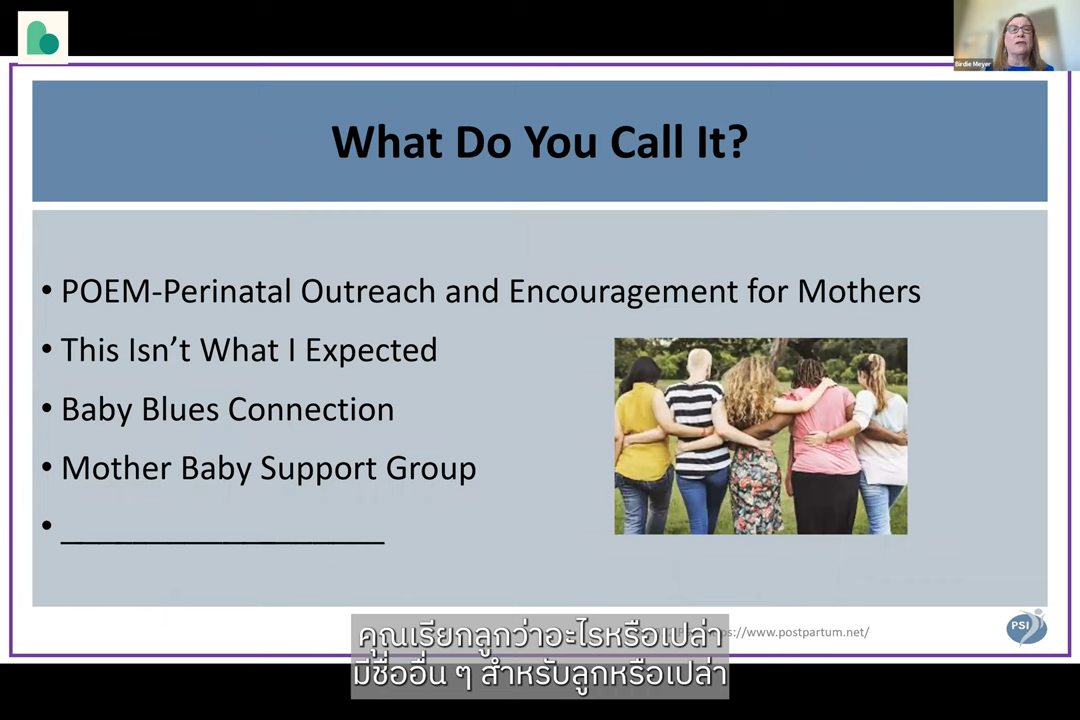 Birdie Meyer
What Do You Call It?
• POEM-Perinatal Outreach and Encouragement for Mothers
• This Isn’t What I Expected
• Baby Blues Connection
• Mother Baby Support Group
• ___________________
ps://www.postpartum.net/
PSI
คุณเรียกลูกว่าอะไรหรือเปล่า
มีชื่ออื่น ๆ สำหรับลูกหรือเปล่า